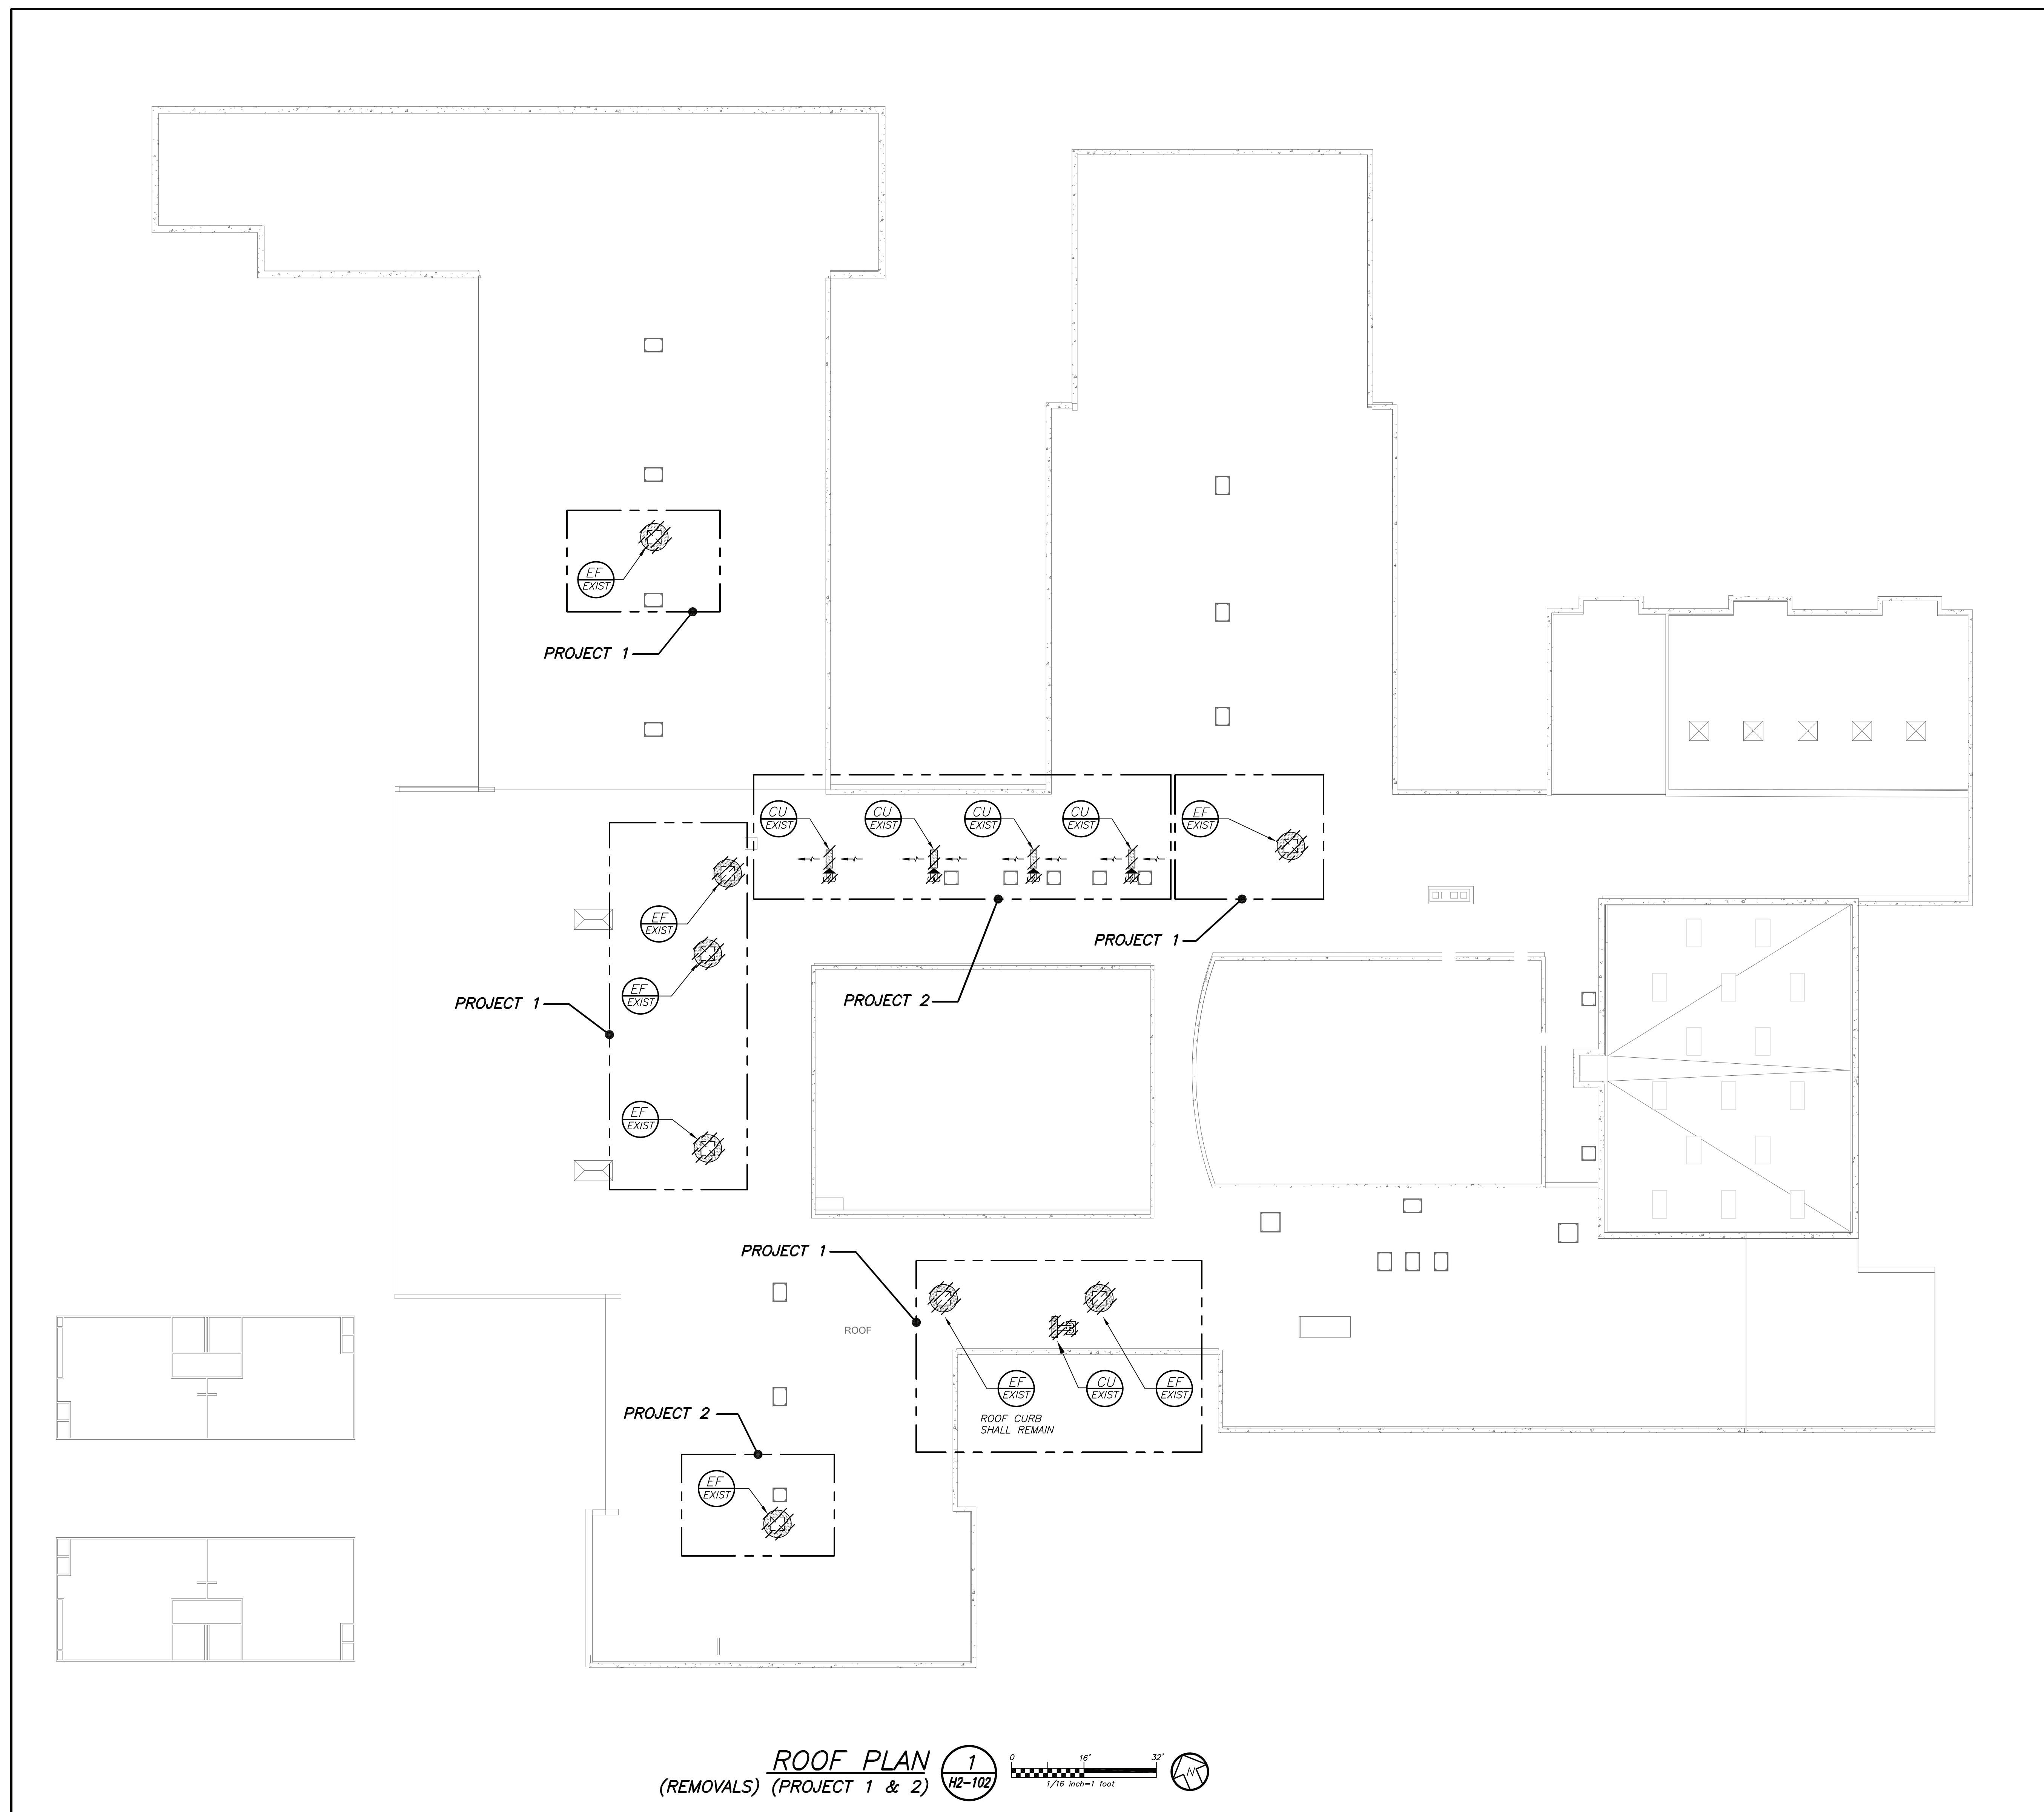 EF
EXIST
PROJECT 1
CU
EXIST
CU
EXIST
CU
EXIST
CU
EXIST
EF
EXIST
EF
EXIST
PROJECT 1
EF
EXIST
PROJECT 1
PROJECT 2
EF
EXIST
PROJECT 1
ROOF
EF
EXIST
CU
EXIST
EF
EXIST
ROOF CURB
SHALL REMAIN
PROJECT 2
EF
EXIST
ROOF PLAN
(REMOVALS) (PROJECT 1 & 2)
1
H2-102
0 16' 32'
1/16 inch=1 foot
N